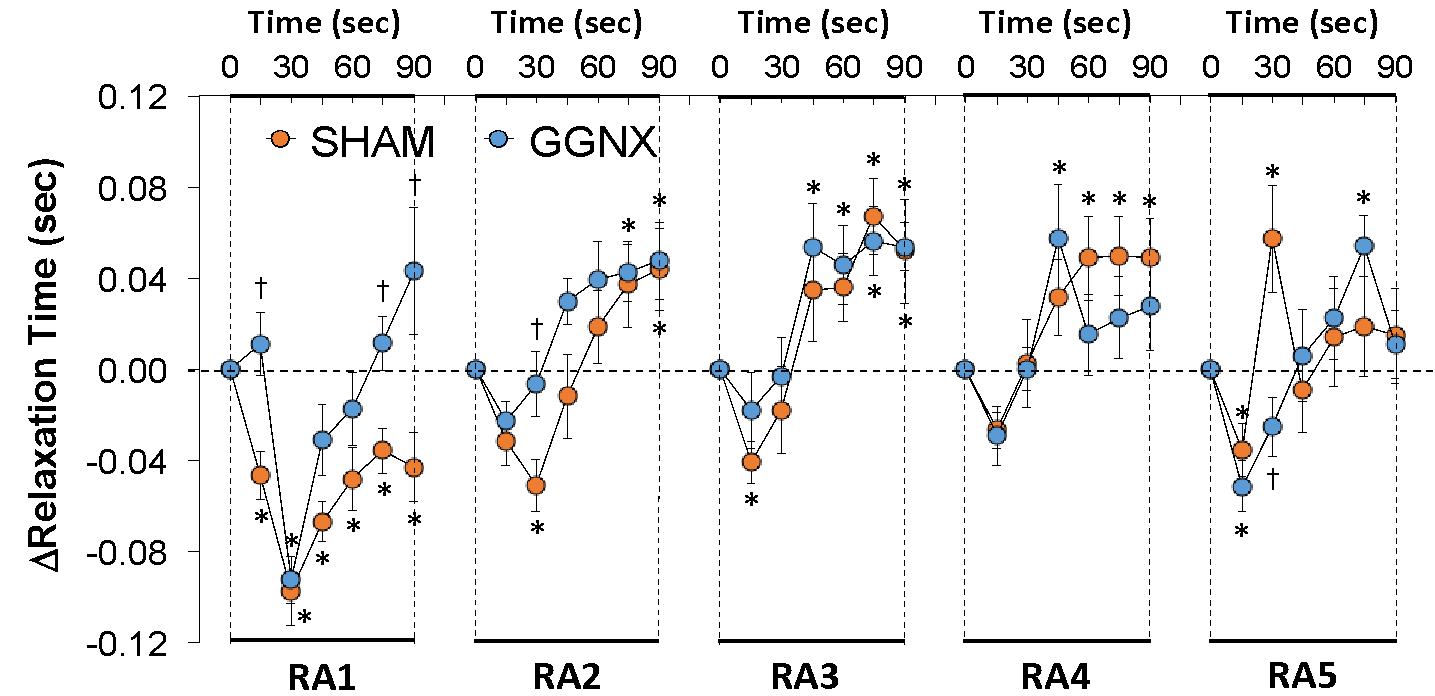 Time (sec) Time (sec) Time (sec) Time (sec) Time (sec)
0 30 60 90 0 30 60 90 0 30 60 90 0 30 60 90 0 30 60 90
0.12
SHAM GGNX
0.08
0.04
0.00
-0.04
-0.08
-0.12
ΔRelaxation Time (sec)
RA1 RA2 RA3 RA4 RA5